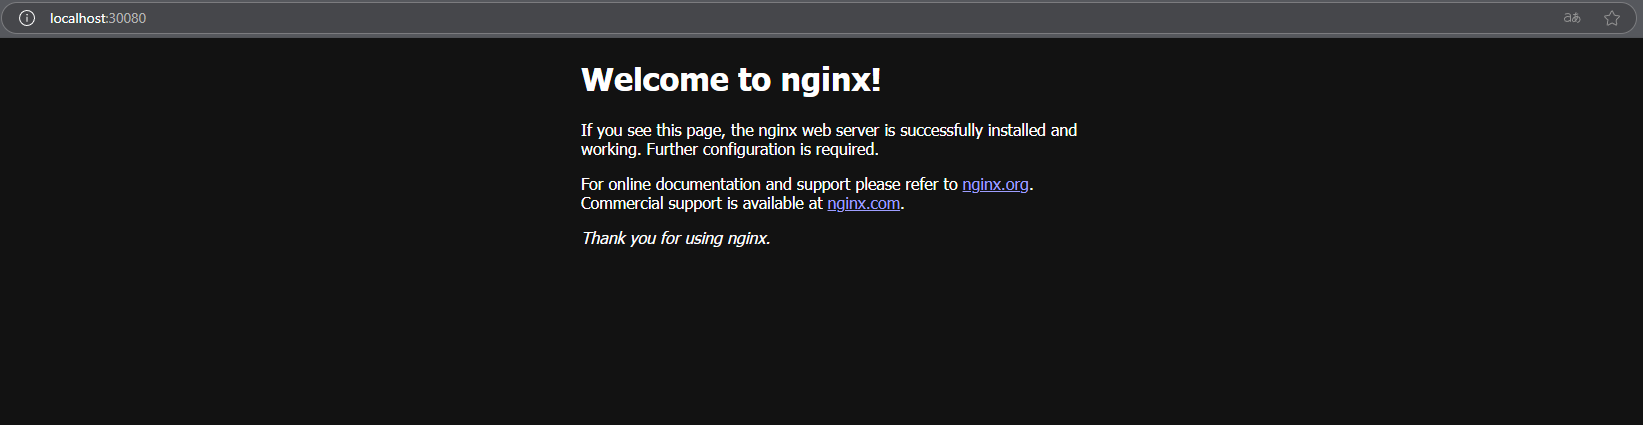 localhost:30080
aあ
Welcome to nginx!
If you see this page, the nginx web server is successfully installed and
working. Further configuration is required.
For online documentation and support please refer to nginx.org.
Commercial support is available at nginx.com.
Thank you for using nginx.